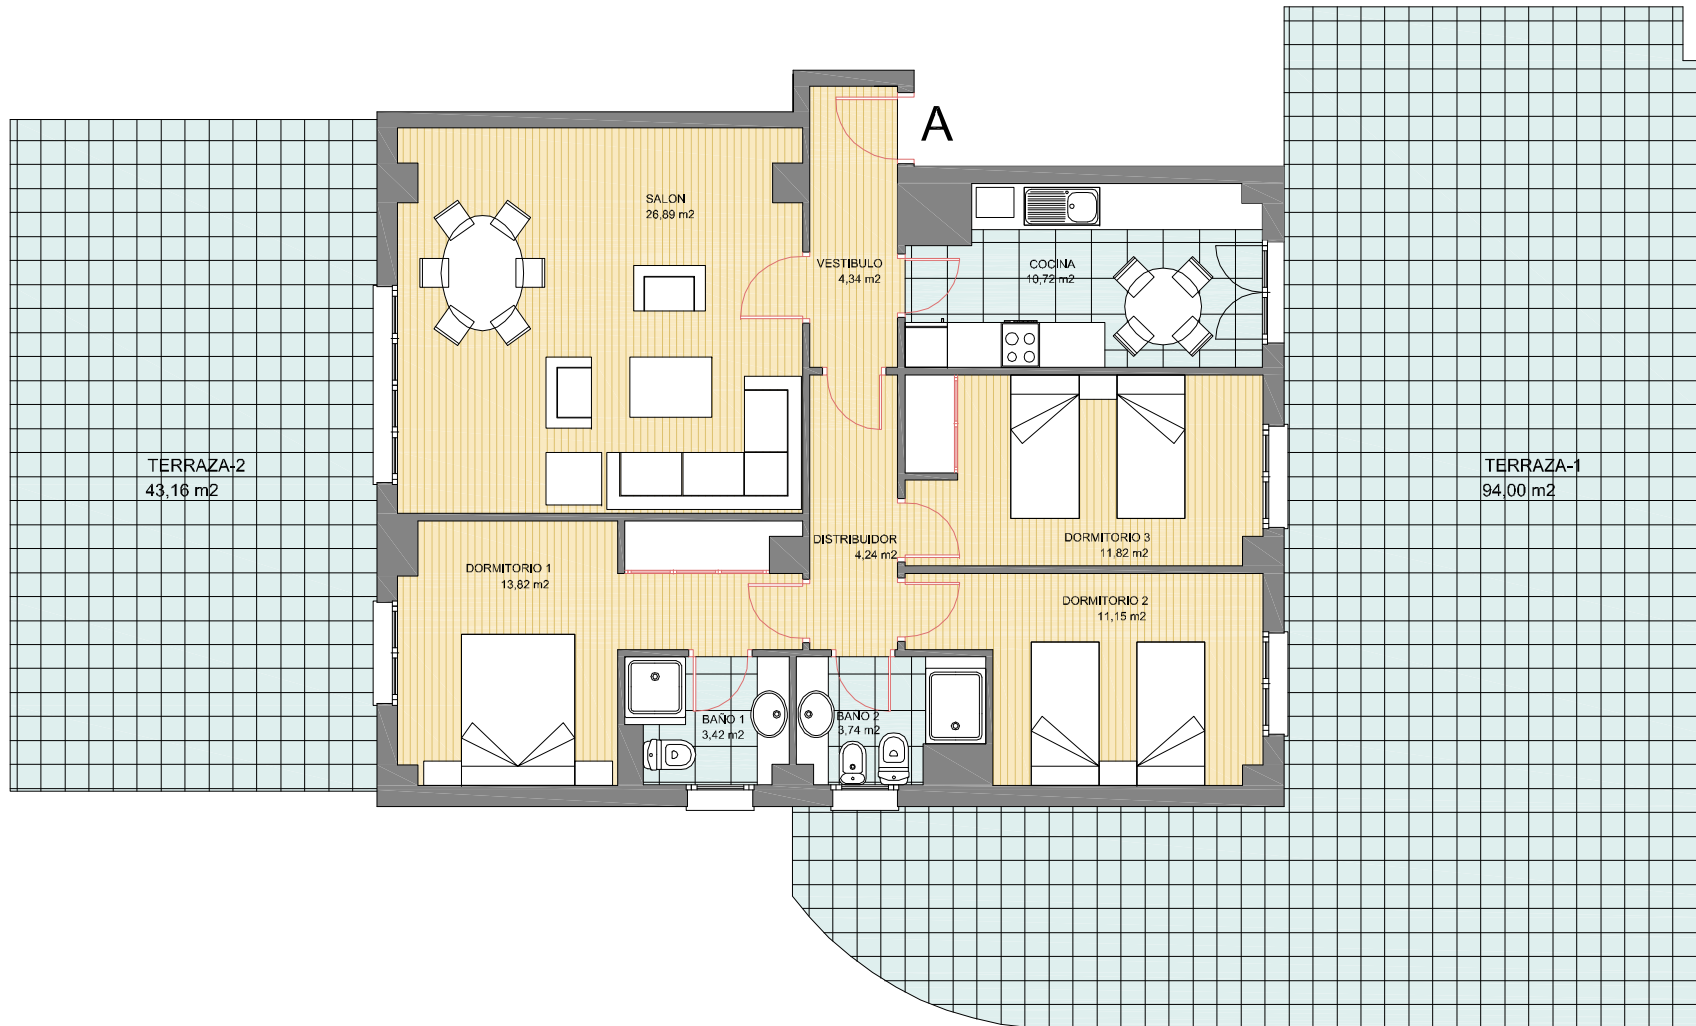 A
SALON
26,89 m2
VESTIBULO
4,34 m2
COCINA
10,72 m2
TERRAZA-2
43,16 m2
TERRAZA-1
94,00 m2
DISTRIBUIDOR
4,24 m2
DORMITORIO 3
11,82 m2
DORMITORIO 1
13,82 m2
DORMITORIO 2
11,15 m2
BAÑO 1
3,42 m2
BAÑO 2
3,74 m2